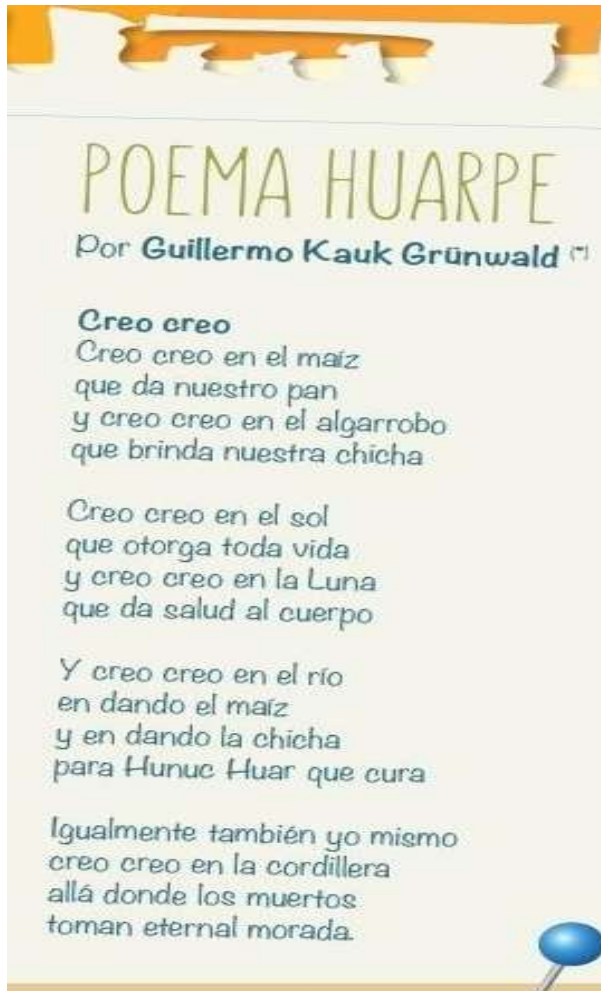 POEMA HUARPE
Por Guillermo Kauk Grünwald (*)
Creo creo
Creo creo en el maíz
que da nuestro pan
y creo creo en el algarrobo
que brinda nuestra chicha
Creo creo en el sol
que otorga toda vida
y creo creo en la Luna
que da salud al cuerpo
Y creo creo en el río
en dando el maíz
y en dando la chicha
para Hunuc Huar que cura
Igualmente también yo mismo
creo creo en la cordillera
allá donde los muertos
toman eternal morada.